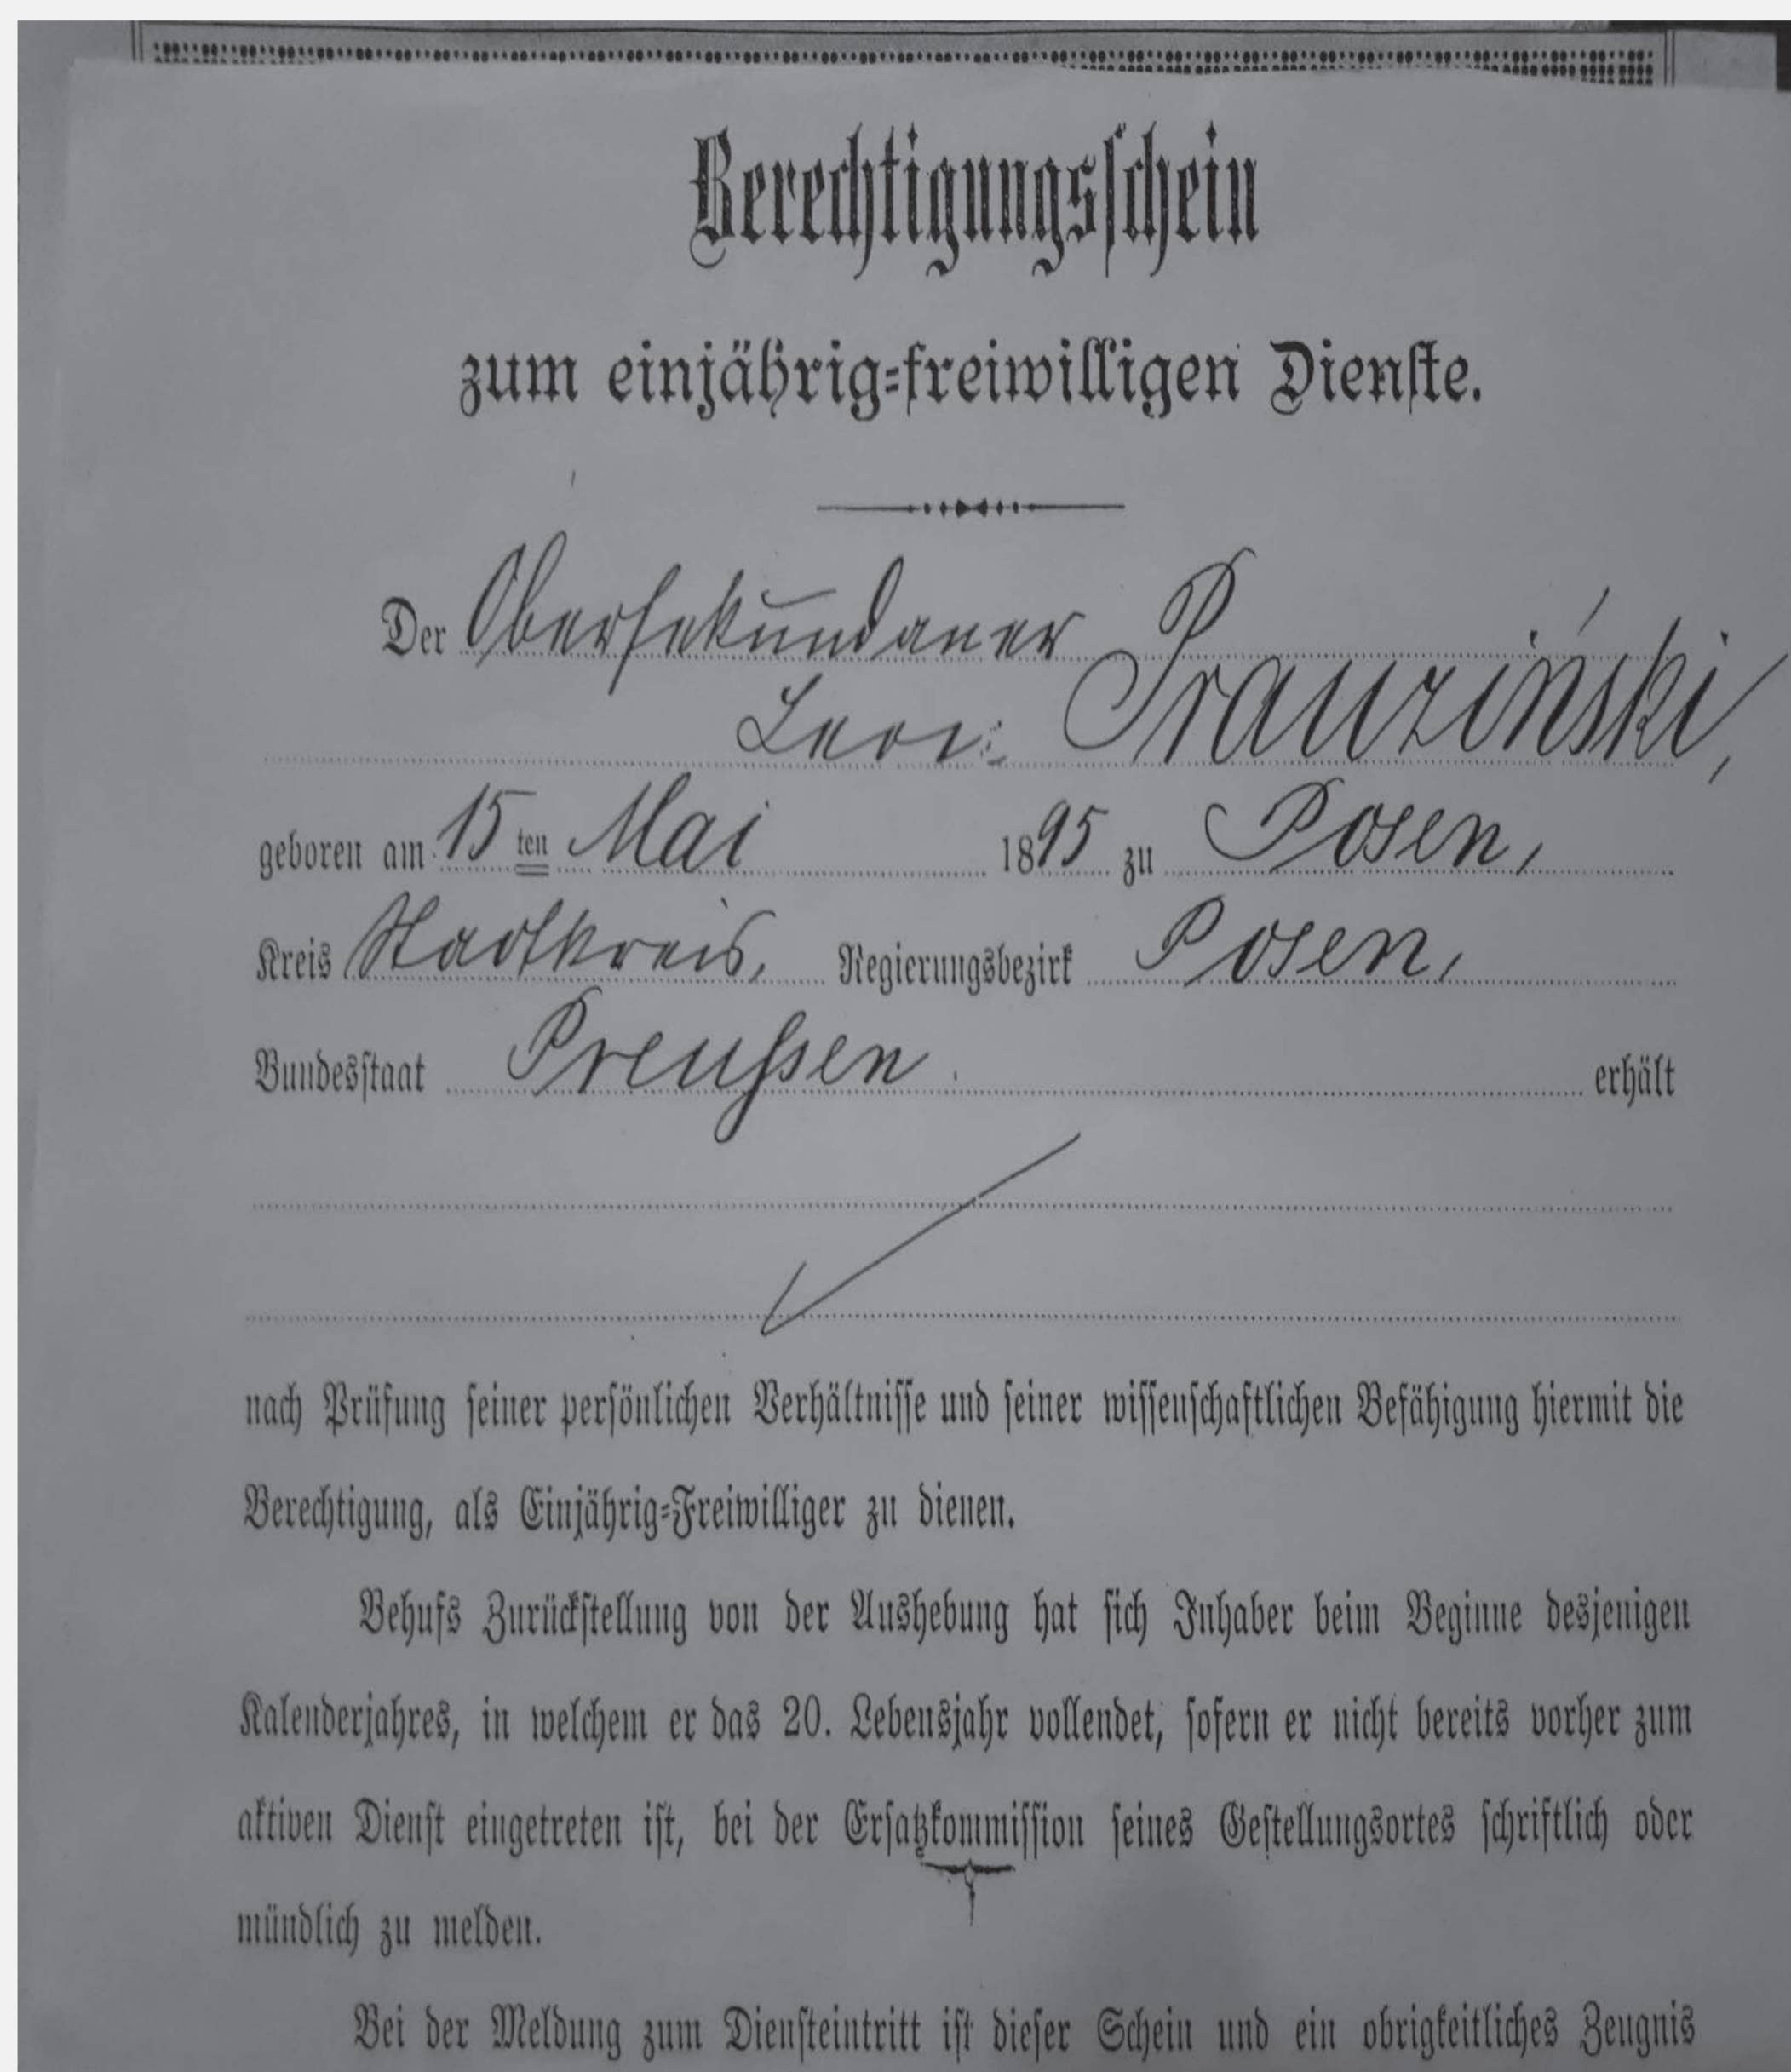 Berechtigungsschein
zum einjährig-freiwilligen Dienste.
Der Obersekundaner
Leon Prauziński,
geboren am 15ten Mai 1895 zu Posen,
Kreis Stadtkreis, Regierungsbezirk Posen,
Bundesstaat Preußen erhält
nach Prüfung seiner persönlichen Verhältnisse und seiner wissenschaftlichen Befähigung hiermit die
Berechtigung, als Einjährig-Freiwilliger zu dienen.
Behufs Zurückstellung von der Aushebung hat sich Inhaber beim Beginne desjenigen
Kalenderjahres, in welchem er das 20. Lebensjahr vollendet, sofern er nicht bereits vorher zum
aktiven Dienst eingetreten ist, bei der Ersatzkommission seines Gestellungsortes schriftlich oder
mündlich zu melden.
Bei der Meldung zum Diensteintritt ist dieser Schein und ein obrigkeitliches Zeugnis